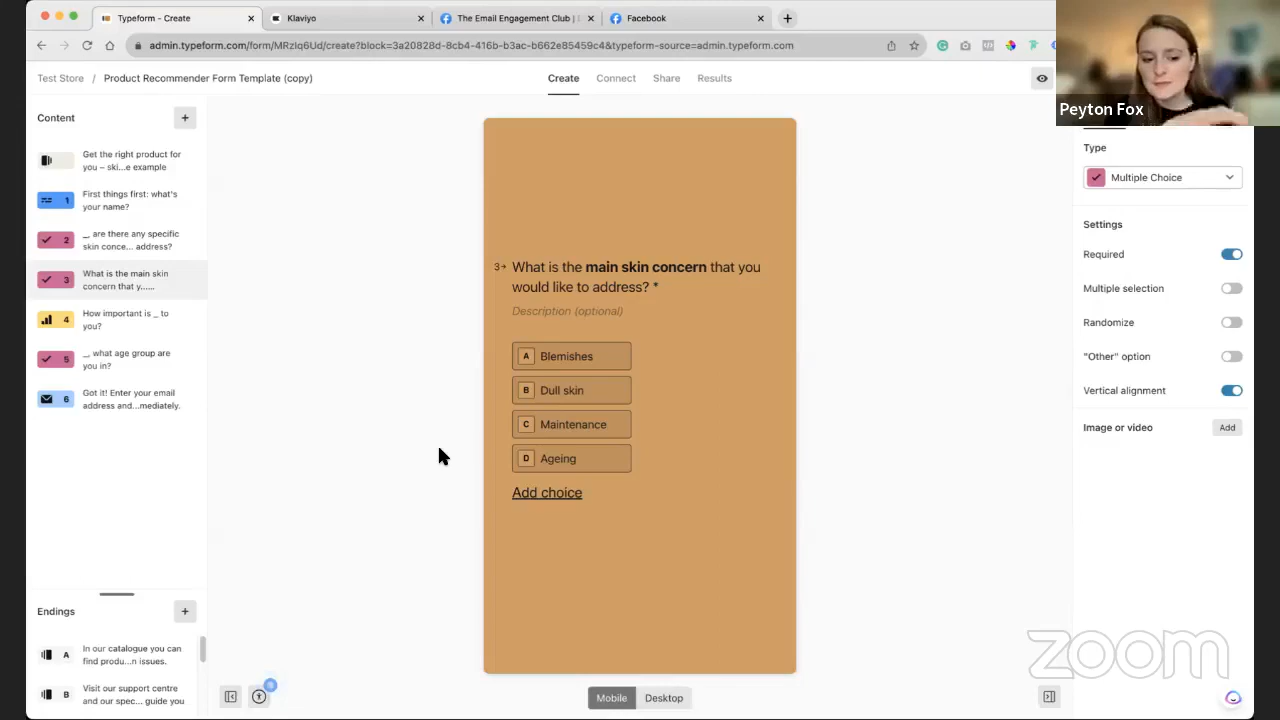 Typeform - Create
Klaviyo
The Email Engagement Club |
Facebook
admin.typeform.com/form/MRzIq6Ud/create?block=3a20828d-8cb4-416b-b3ac-b662e85459c4&typeform-source=admin.typeform.com
Peyton Fox
Test Store / Product Recommender Form Template (copy)
Create
Connect
Share
Results
Content
Get the right product for
you – ski...e example
1
First things first: what's
your name?
2
_, are there any specific
skin conce... address?
3
What is the main skin
concern that y......
4
How important is _ to
you?
5
_, what age group are
you in?
6
Got it! Enter your email
address and...mediately.
Endings
A
In our catalogue you can
find produ...n issues.
B
Visit our support centre
and our spec... guide you
3 What is the main skin concern that you
would like to address? *
Description (optional)
A Blemishes
B Dull skin
C Maintenance
D Ageing
Add choice
Mobile
Desktop
Type
Multiple Choice
Settings
Required
Multiple selection
Randomize
"Other" option
Vertical alignment
Image or video
Add
zoom